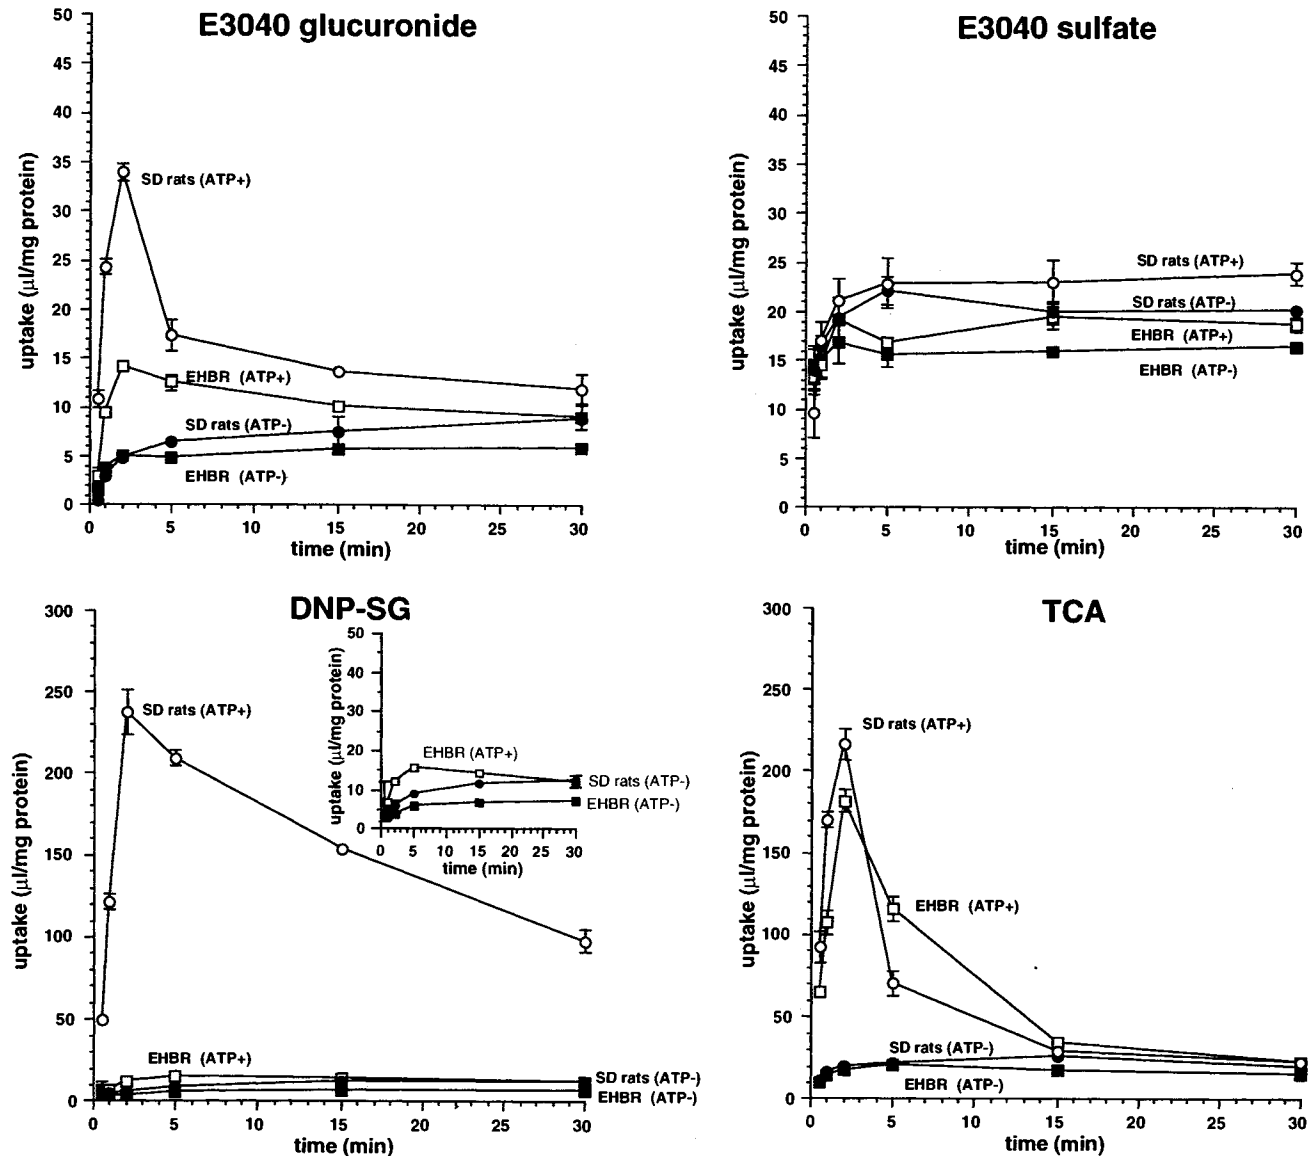 E3040 glucuronide
50
45
40
35
30
25
20
15
10
5
0
uptake (µl/mg protein)
SD rats (ATP+)
EHBR (ATP+)
SD rats (ATP-)
EHBR (ATP-)
0 5 10 15 20 25 30
time (min)
E3040 sulfate
50
45
40
35
30
25
20
15
10
5
0
uptake (µl/mg protein)
SD rats (ATP+)
SD rats (ATP-)
EHBR (ATP+)
EHBR (ATP-)
0 5 10 15 20 25 30
time (min)
DNP-SG
300
250
200
150
100
50
0
uptake (µl/mg protein)
SD rats (ATP+)
EHBR (ATP+)
SD rats (ATP-)
EHBR (ATP-)
0 5 10 15 20 25 30
time (min)
50
40
30
20
10
0
uptake (µl/mg protein)
EHBR (ATP+)
SD rats (ATP-)
EHBR (ATP-)
0 5 10 15 20 25 30
time (min)
TCA
300
250
200
150
100
50
0
uptake (µl/mg protein)
SD rats (ATP+)
EHBR (ATP+)
SD rats (ATP-)
EHBR (ATP-)
0 5 10 15 20 25 30
time (min)